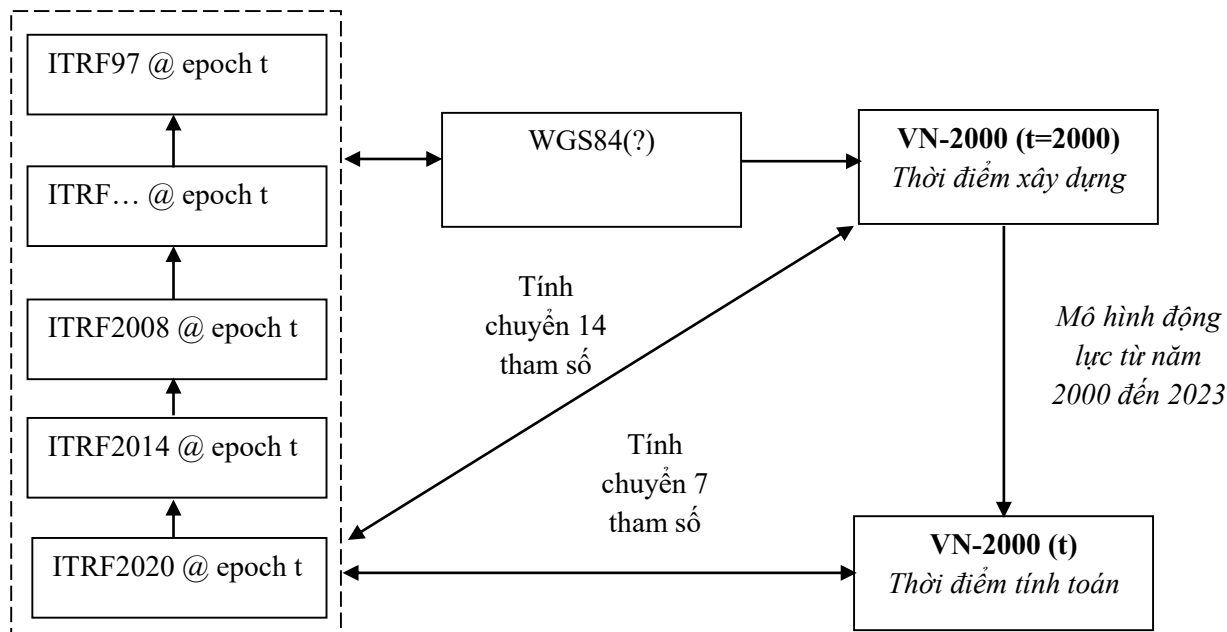 ITRF97 @ epoch t
ITRF… @ epoch t
ITRF2008 @ epoch t
ITRF2014 @ epoch t
ITRF2020 @ epoch t
WGS84(?)
VN-2000 (t=2000)
Thời điểm xây dựng
Tính
chuyển 14
tham số
Mô hình động
lực từ năm
2000 đến 2023
Tính
chuyển 7
tham số
VN-2000 (t)
Thời điểm tính toán